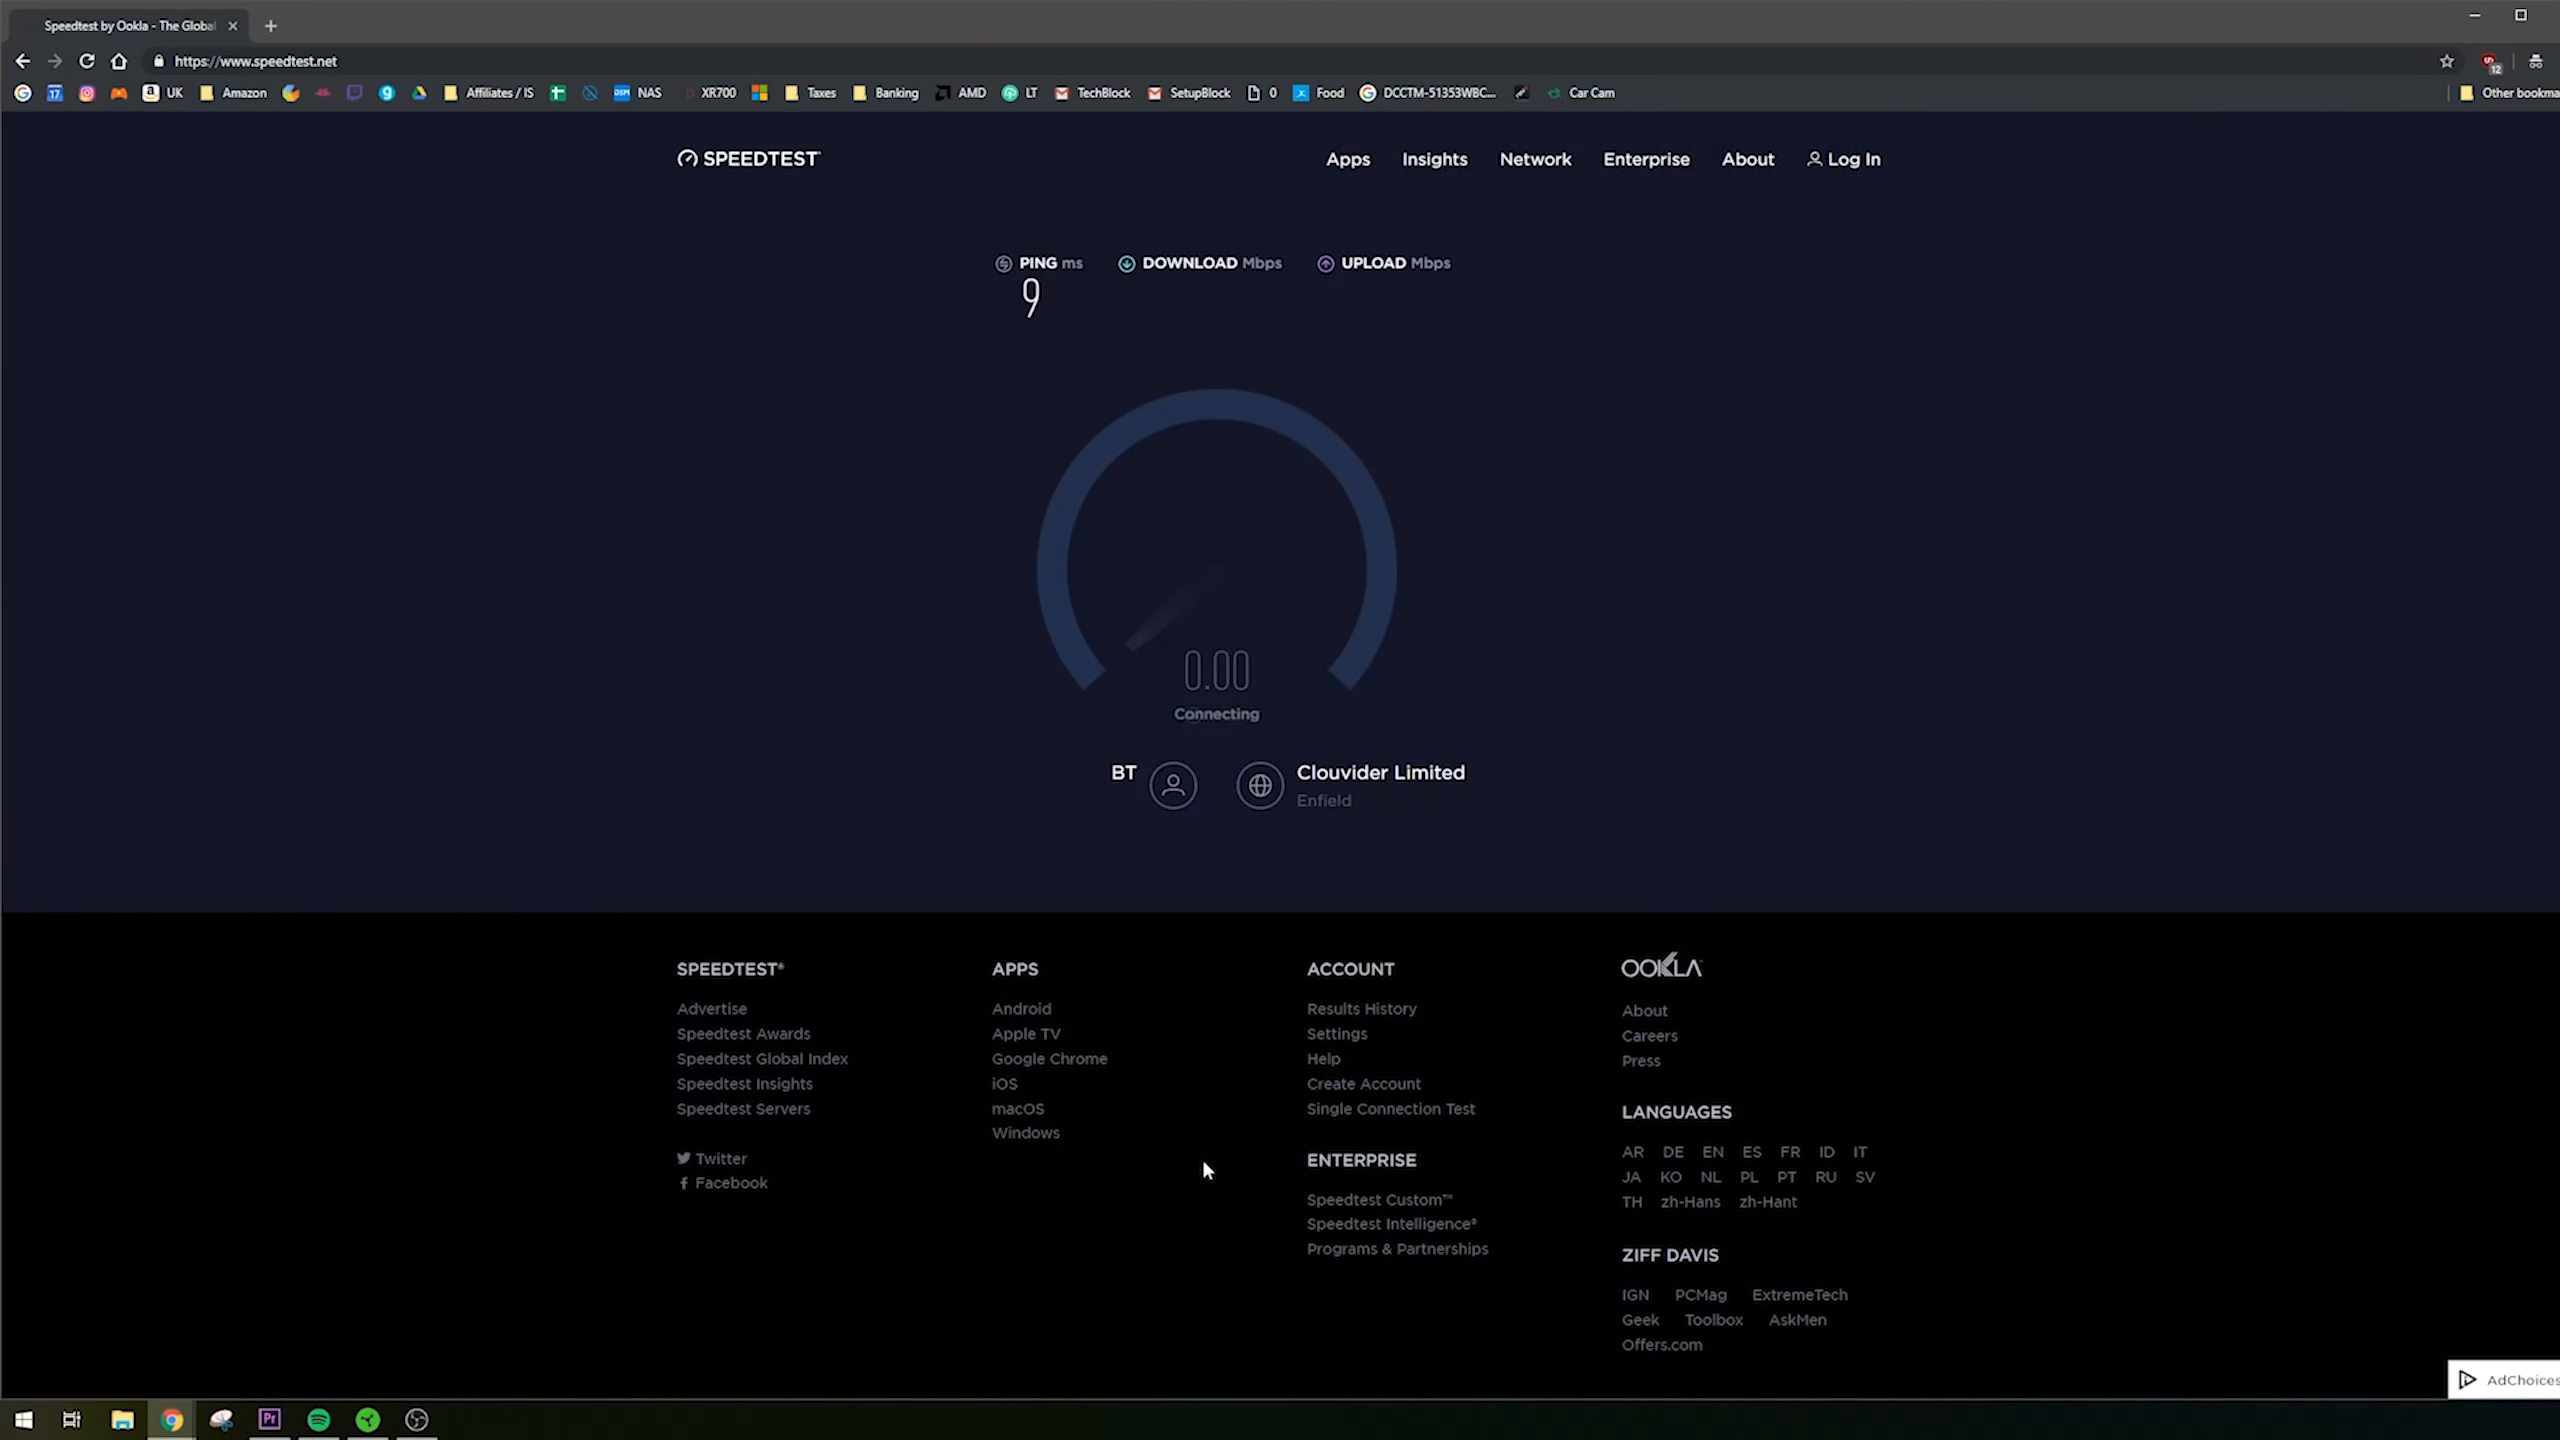 Speedtest by Ookla - The Globa
https://www.speedtest.net
12
17 UK Amazon Affiliates / IS DSM NAS XR700 Taxes Banking AMD LT TechBlock SetupBlock 0 Food DCCTM-51353WBC... Car Cam Other bookma
SPEEDTEST
Apps Insights Network Enterprise About Log In
PING ms DOWNLOAD Mbps UPLOAD Mbps
9
0.00
Connecting
BT Clouvider Limited
Enfield
SPEEDTEST®
Advertise
Speedtest Awards
Speedtest Global Index
Speedtest Insights
Speedtest Servers
Twitter
Facebook
APPS
Android
Apple TV
Google Chrome
iOS
macOS
Windows
ACCOUNT
Results History
Settings
Help
Create Account
Single Connection Test
ENTERPRISE
Speedtest Custom™
Speedtest Intelligence®
Programs & Partnerships
OOKLA
About
Careers
Press
LANGUAGES
AR DE EN ES FR ID IT
JA KO NL PL PT RU SV
TH zh-Hans zh-Hant
ZIFF DAVIS
IGN PCMag ExtremeTech
Geek Toolbox AskMen
Offers.com
AdChoices
Pr